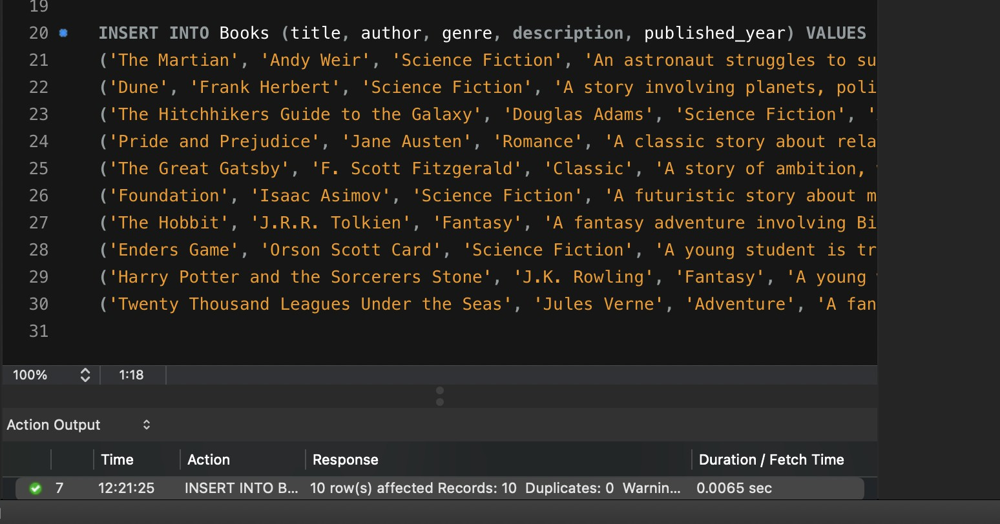 19
20 INSERT INTO Books (title, author, genre, description, published_year) VALUES
21 ('The Martian', 'Andy Weir', 'Science Fiction', 'An astronaut struggles to su
22 ('Dune', 'Frank Herbert', 'Science Fiction', 'A story involving planets, poli
23 ('The Hitchhikers Guide to the Galaxy', 'Douglas Adams', 'Science Fiction', '
24 ('Pride and Prejudice', 'Jane Austen', 'Romance', 'A classic story about rela
25 ('The Great Gatsby', 'F. Scott Fitzgerald', 'Classic', 'A story of ambition,
26 ('Foundation', 'Isaac Asimov', 'Science Fiction', 'A futuristic story about m
27 ('The Hobbit', 'J.R.R. Tolkien', 'Fantasy', 'A fantasy adventure involving Bi
28 ('Enders Game', 'Orson Scott Card', 'Science Fiction', 'A young student is tr
29 ('Harry Potter and the Sorcerers Stone', 'J.K. Rowling', 'Fantasy', 'A young
30 ('Twenty Thousand Leagues Under the Seas', 'Jules Verne', 'Adventure', 'A fan
31
100% 1:18
Action Output
Time Action Response Duration / Fetch Time
7 12:21:25 INSERT INTO B... 10 row(s) affected Records: 10 Duplicates: 0 Warnin... 0.0065 sec